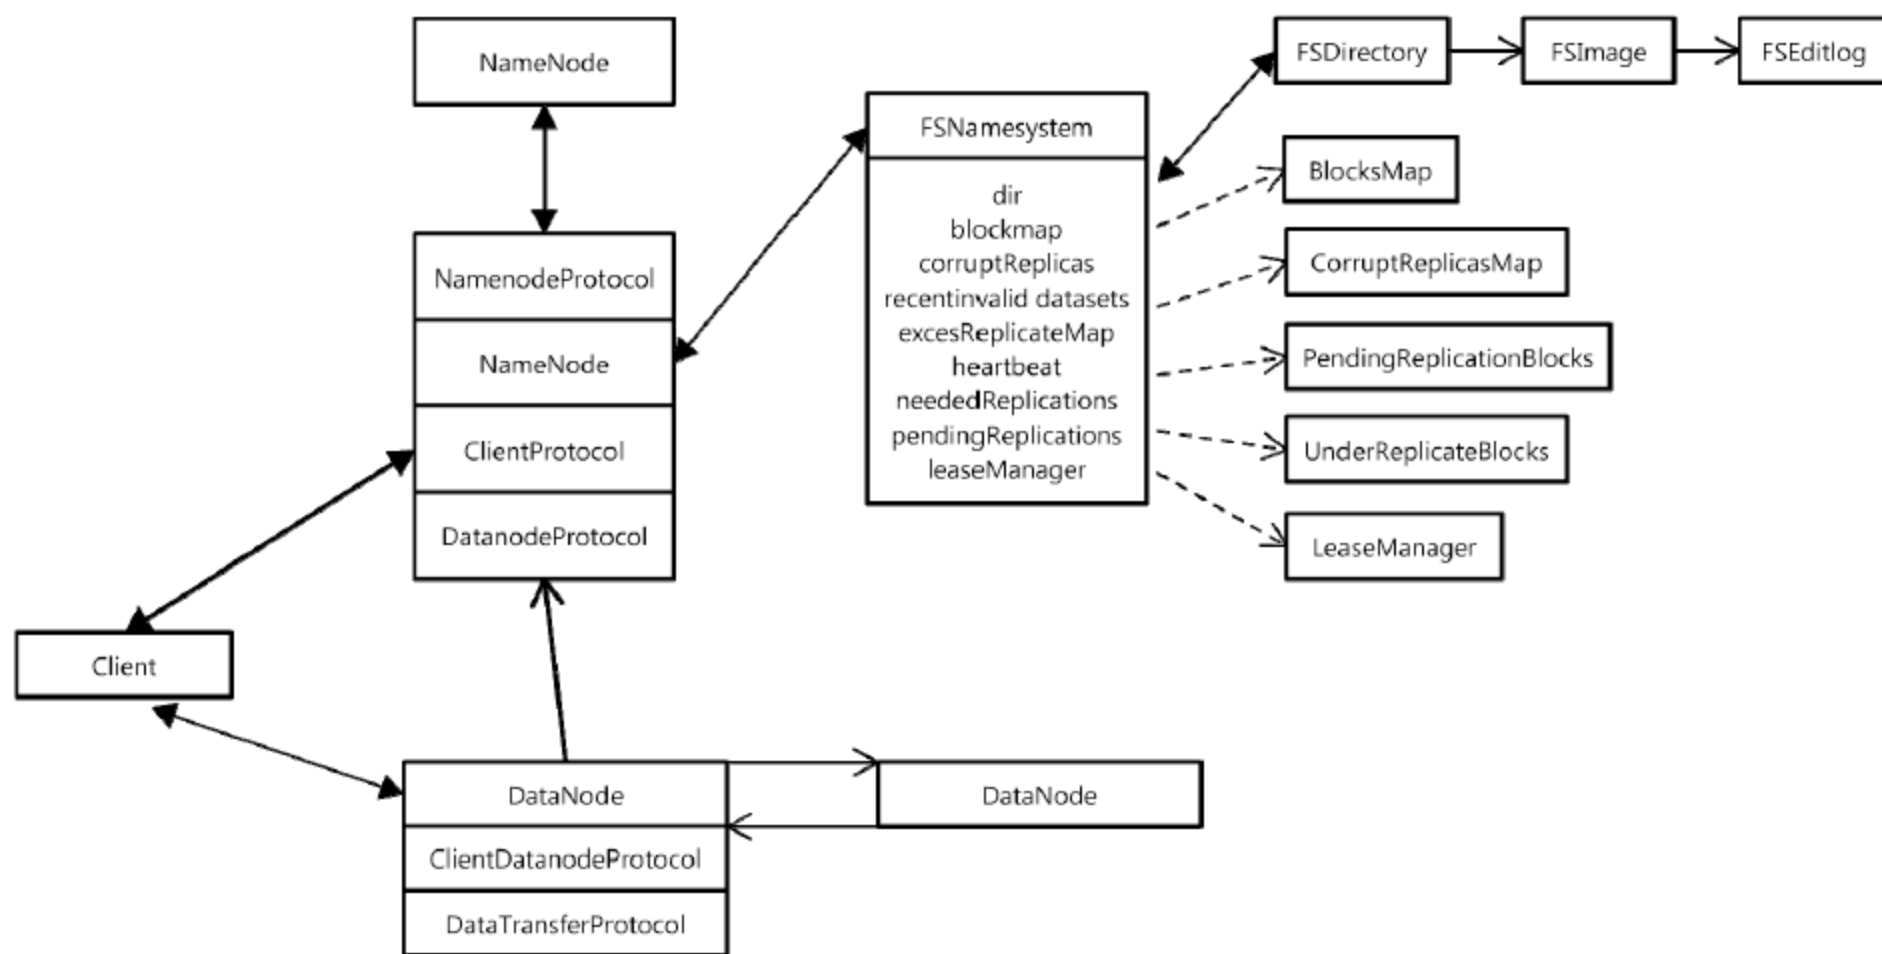 NameNode
NamenodeProtocol
NameNode
ClientProtocol
DatanodeProtocol
Client
DataNode
ClientDatanodeProtocol
DataTransferProtocol
DataNode
FSNamesystem
dir
blockmap
corruptReplicas
recentinvalid datasets
excesReplicateMap
heartbeat
neededReplications
pendingReplications
leaseManager
FSDirectory
FSImage
FSEditlog
BlocksMap
CorruptReplicasMap
PendingReplicationBlocks
UnderReplicateBlocks
LeaseManager